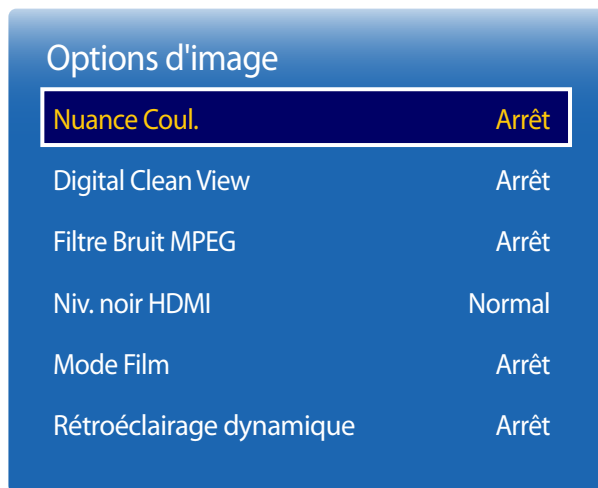 Options d'image
Nuance Coul. Arrêt
Digital Clean View Arrêt
Filtre Bruit MPEG Arrêt
Niv. noir HDMI Normal
Mode Film Arrêt
Rétroéclairage dynamique Arrêt